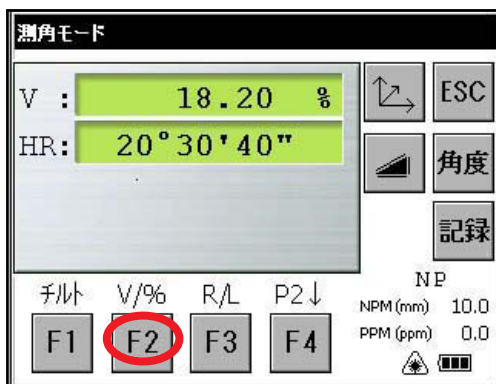 測角モード
V : 18.20 %
HR: 20°30'40"
ESC
角度
記録
チルト V/% R/L P2↓
F1 F2 F3 F4
NP
NPM (mm) 10.0
PPM (ppm) 0.0